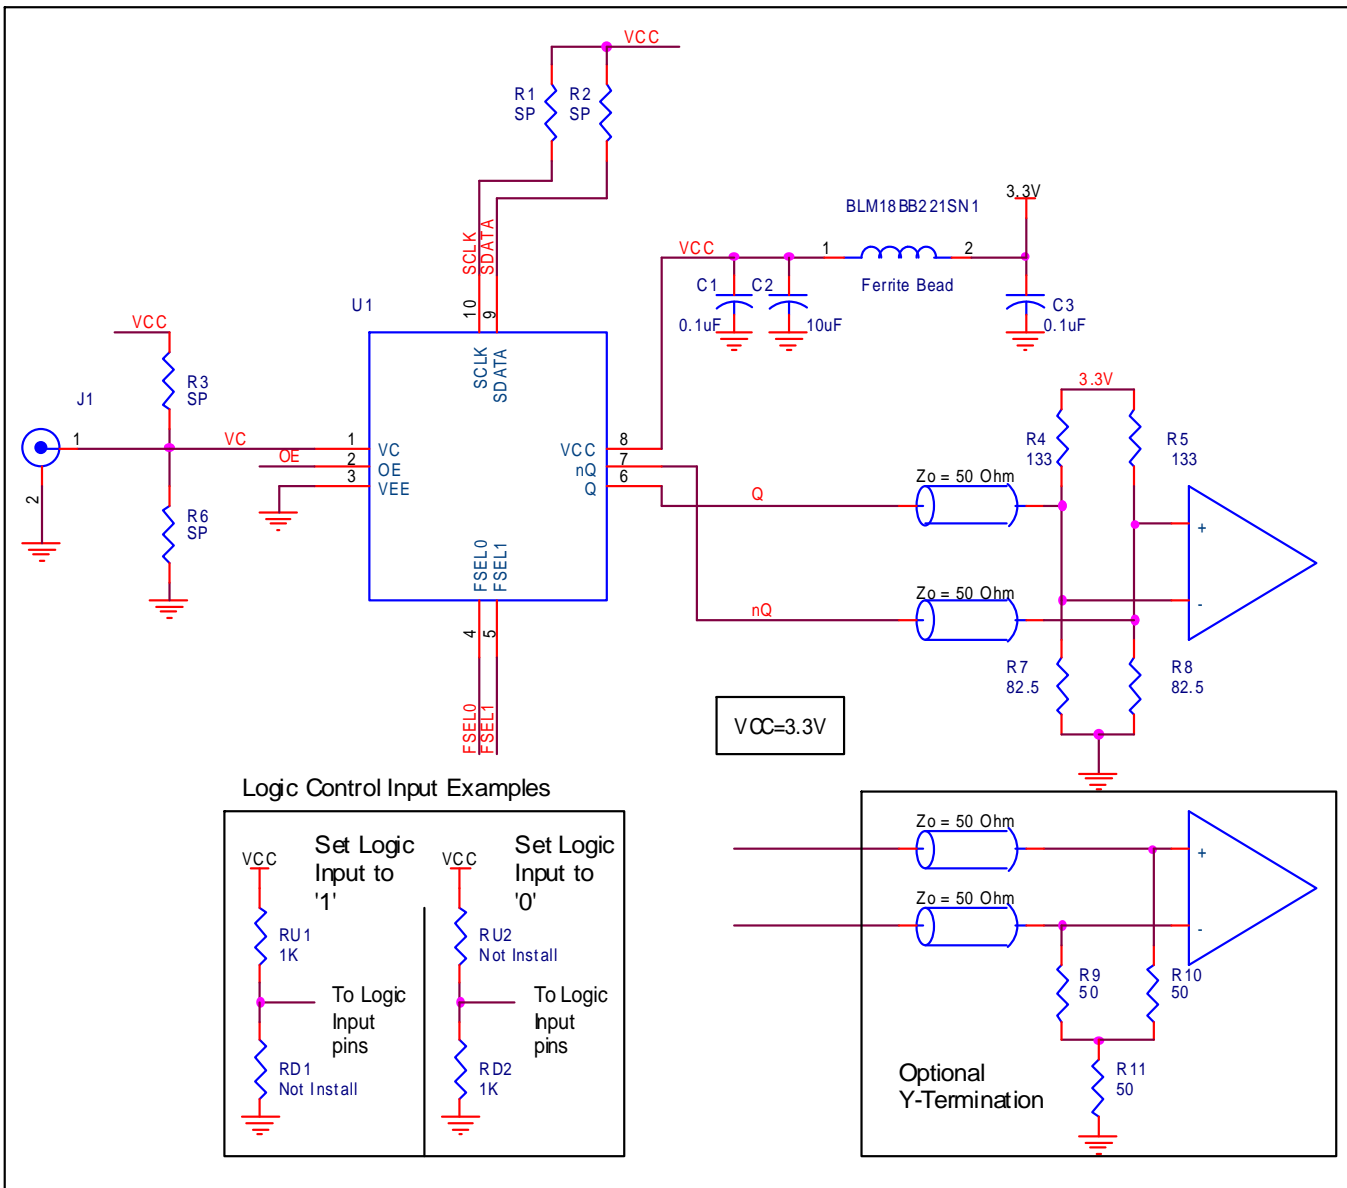 VCC
R1
SP
R2
SP
3.3V
BLM18BB221SN1
VCC
1
2
Ferrite Bead
C1
0.1uF
C2
10uF
C3
0.1uF
SCLK
SDATA
10
9
U1
SCLK
SDATA
VCC
R3
SP
J1
1
2
VC
OE
R6
SP
1
2
3
VC
OE
VEE
VCC
nQ
Q
8
7
6
FSEL0
FSEL1
4
5
FSEL0
FSEL1
Q
nQ
Zo = 50 Ohm
Zo = 50 Ohm
3.3V
R4
133
R5
133
+
-
R7
82.5
R8
82.5
VCC=3.3V
Logic Control Input Examples
VCC
Set Logic
Input to
'1'
RU1
1K
To Logic
Input
pins
RD1
Not Install
VCC
Set Logic
Input to
'0'
RU2
Not Install
To Logic
Input
pins
RD2
1K
Zo = 50 Ohm
Zo = 50 Ohm
+
-
R9
50
R10
50
R11
50
Optional
Y-Termination